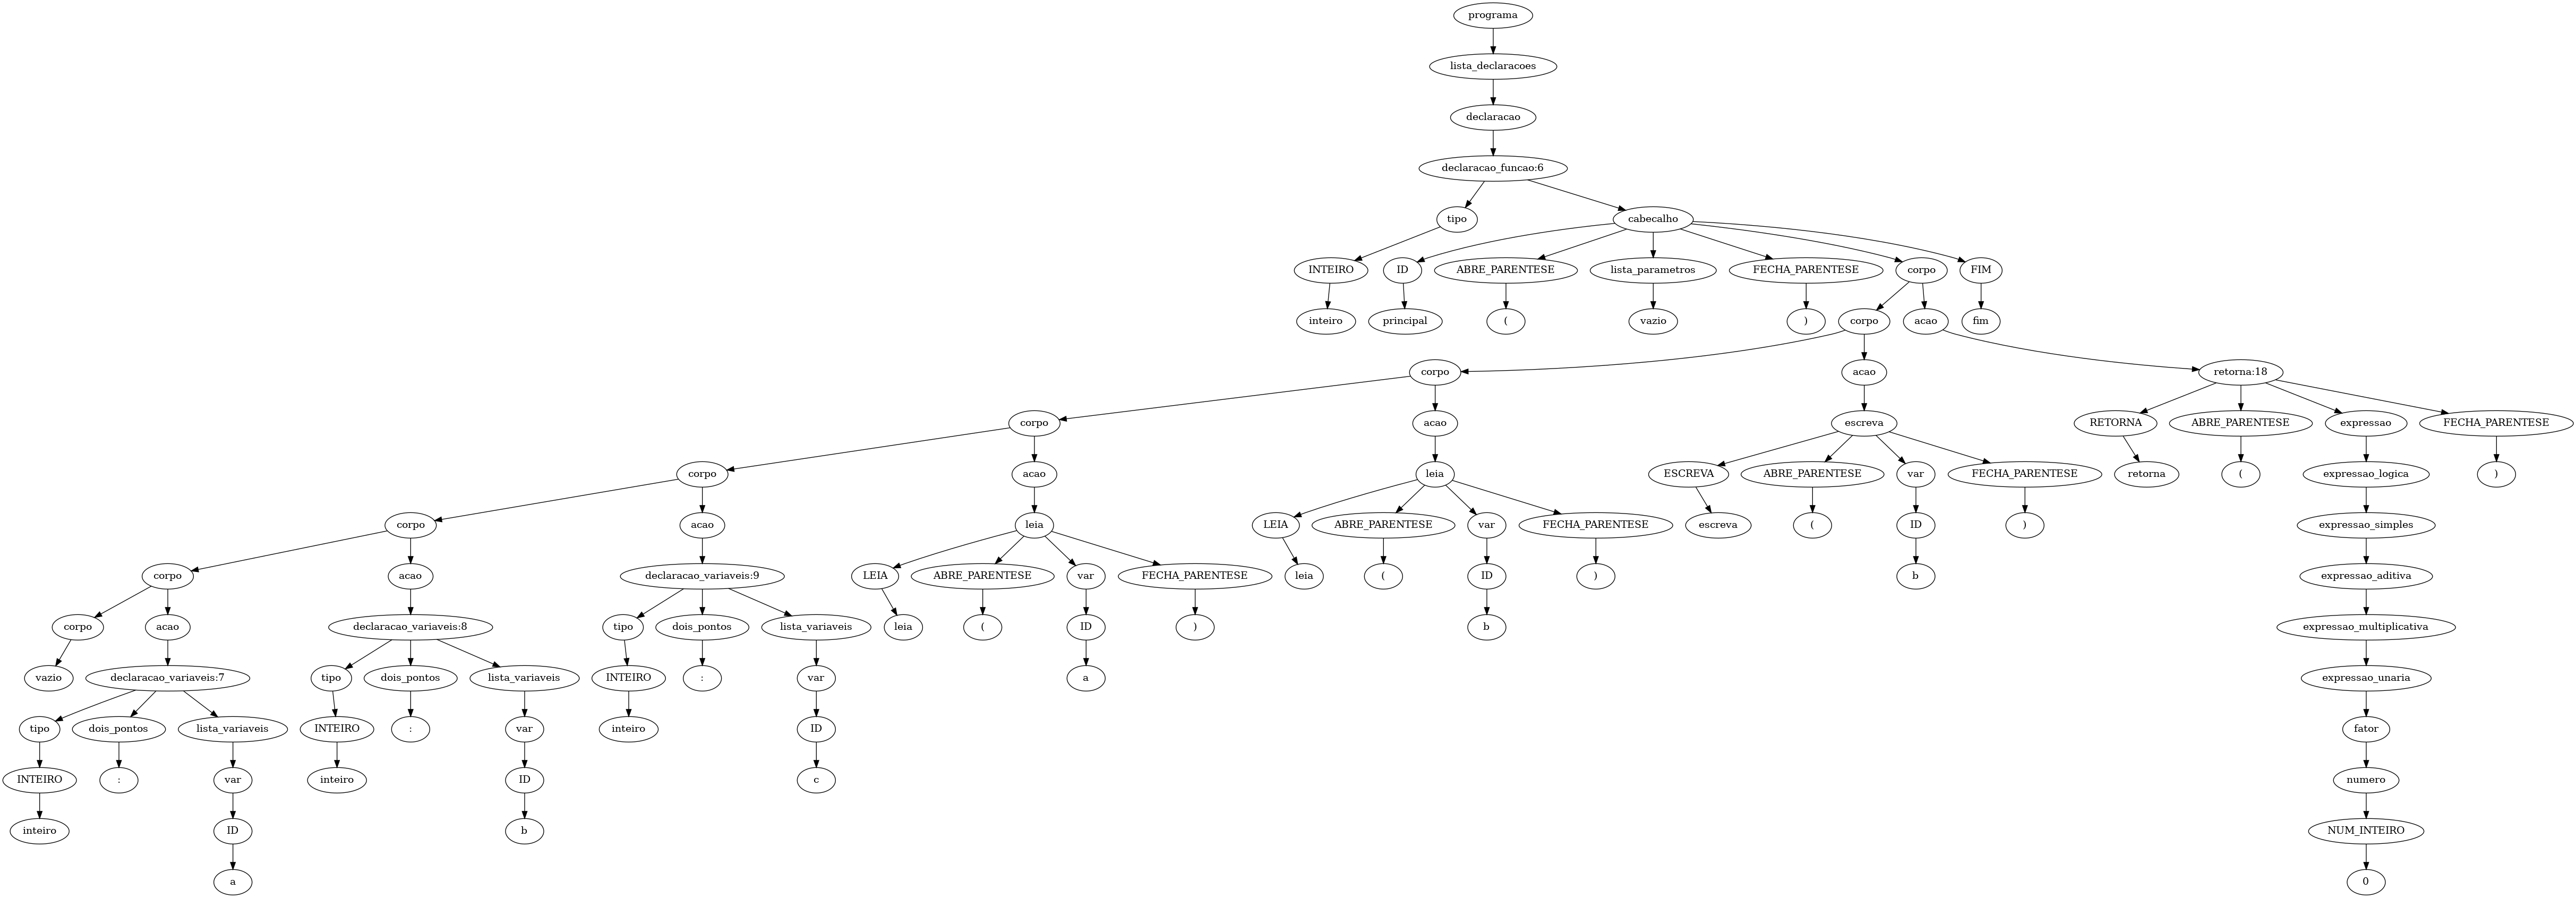 programa
lista_declaracoes
declaracao
declaracao_funcao:6
tipo cabecalho
INTEIRO ID ABRE_PARENTESE lista_parametros FECHA_PARENTESE corpo FIM
inteiro principal ( vazio ) corpo acao fim
corpo acao retorna:18
corpo acao escreva RETORNA ABRE_PARENTESE expressao FECHA_PARENTESE
corpo acao leia ESCREVA ABRE_PARENTESE var FECHA_PARENTESE retorna ( expressao_logica )
corpo acao leia LEIA ABRE_PARENTESE var FECHA_PARENTESE escreva ( ID ) expressao_simples
corpo acao declaracao_variaveis:9 LEIA ABRE_PARENTESE var FECHA_PARENTESE leia ( ID ) b expressao_aditiva
corpo acao declaracao_variaveis:8 tipo dois_pontos lista_variaveis leia ( ID ) b expressao_multiplicativa
vazio declaracao_variaveis:7 tipo dois_pontos lista_variaveis INTEIRO : var a expressao_unaria
tipo dois_pontos lista_variaveis INTEIRO : var inteiro ID fator
INTEIRO : var inteiro ID c numero
inteiro ID b NUM_INTEIRO
a 0